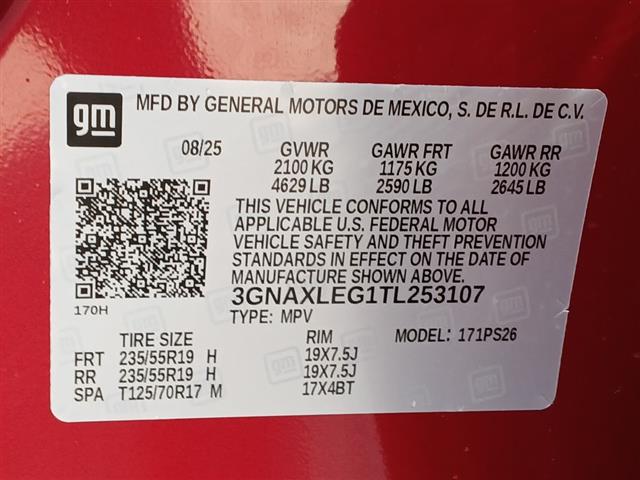 gm
MFD BY GENERAL MOTORS DE MEXICO, S. DE R.L. DE C.V.
08/25 GVWR GAWR FRT GAWR RR
2100 KG 1175 KG 1200 KG
4629 LB 2590 LB 2645 LB
THIS VEHICLE CONFORMS TO ALL
APPLICABLE U.S. FEDERAL MOTOR
VEHICLE SAFETY AND THEFT PREVENTION
STANDARDS IN EFFECT ON THE DATE OF
MANUFACTURE SHOWN ABOVE.
170H
3GNAXLEG1TL253107
TYPE: MPV MODEL: 171PS26
TIRE SIZE RIM
FRT 235/55R19 H 19X7.5J
RR 235/55R19 H 19X7.5J
SPA T125/70R17 M 17X4BT